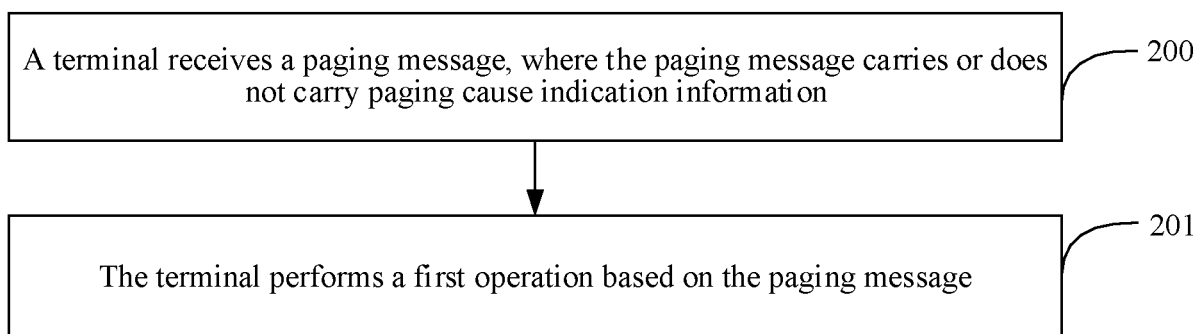 A terminal receives a paging message, where the paging message carries or does
not carry paging cause indication information
200
The terminal performs a first operation based on the paging message
201